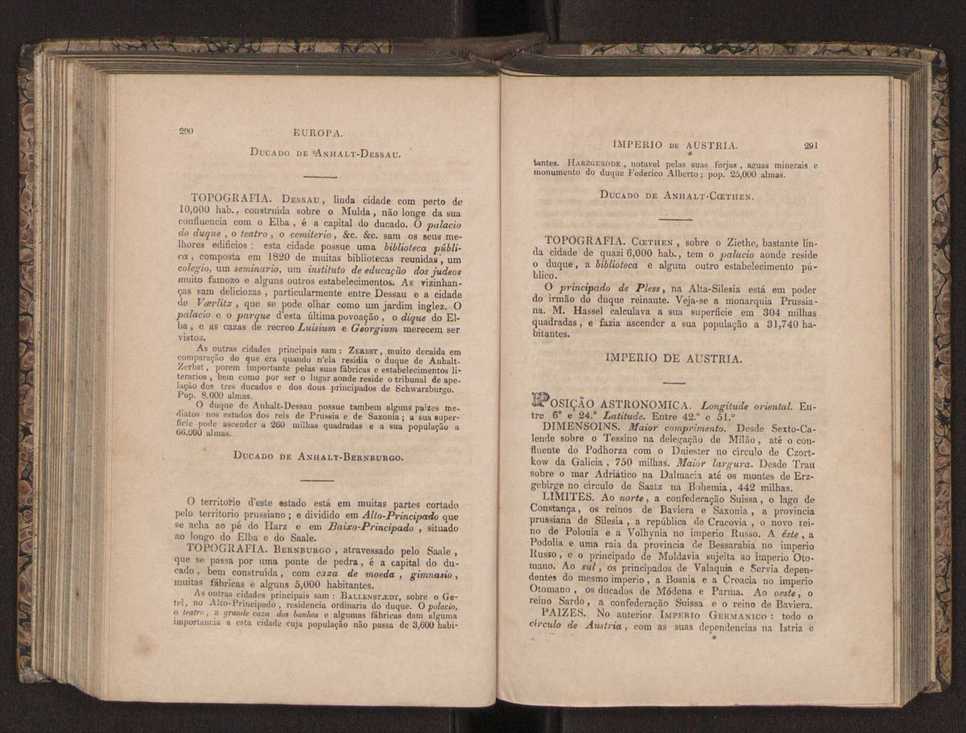 290
EUROPA.
DUCADO DE ANHALT-DESSAU.
TOPOGRAFIA. DESSAU, linda cidade com perto de
10,000 hab., construida sobre o Mulda, não longe da sua
confluencia com o Elba, é a capital do ducado. O palacio
do duque, o teatro, o cemiterio, &c. &c. sam os seus me-
lhores edificios: esta cidade possue uma biblioteca públi-
ca, composta em 1820 de muitas bibliotecas reunidas, um
colegio, um seminario, um instituto de educação dos judeos
muito famozo e alguns outros estabelecimentos. As vizinhan-
ças sam deliciozas, particularmente entre Dessau e a cidade
deVærlitz, que se pode olhar como um jardim inglez. O
palacio e o parque d'esta última povoação, o dique do El-
ba, e as cazas de recreo Luisium e Georgium merecem ser
vistos.
As outras cidades principais sam: ZERBST, muito decaida em
comparação do que era quando n'ela residia o duque de Anhalt-
Zerbst, porem importante pelas suas fábricas e estabelecimentos li-
terarios, bem como por ser o lugar aonde reside o tribunal de ape-
lação dos tres ducados e dos dous principados de Schwarzburgo.
Pop. 8,000 almas.
O duque de Anhalt-Dessau possue tambem alguns paizes me-
diatos nos estados dos reis de Prussia e de Saxonia; a sua super-
ficie pode ascender a 260 milhas quadradas e a sua população a
66,000 almas.
DUCADO DE ANHALT-BERNBURGO.
O territorio d'este estado está em muitas partes cortado
pelo territorio prussiano; e dividido em Alto-Principado que
se acha ao pé do Harz e em Baixo-Principado, situado
ao longo do Elba e do Saale.
TOPOGRAFIA. BERNBURGO, atravessado pelo Saale,
que se passa por uma ponte de pedra, é a capital do du-
cado, bem construida, com caza de moeda, gimnasio,
muitas fábricas e alguns 5,000 habitantes.
As outras cidades principais sam: BALLENSTÆDT, sobre o Ge-
tel, no Alto-Principado, residencia ordinaria do duque. O palacio,
o teatro, a grande caza dos banhos e algumas fábricas dam alguma
importancia a esta cidade cuja população não passa de 3,600 habi-
IMPERIO DE AUSTRIA.
291
tantes. HARZGERODE, notavel pelas suas forjas, aguas minerais e
monumento do duque Federico Alberto; pop. 25,000 almas.
DUCADO DE ANHALT-CŒTHEN.
TOPOGRAFIA. CŒTHEN, sobre o Ziethe, bastante lin-
da cidade de quazi 6,000 hab., tem o palacio aonde reside
o duque, a biblioteca e algum outro estabelecimento pú-
blico.
O principado de Pless, na Alta-Silesia está em poder
do irmão do duque reinante. Veja-se a monarquia Prussia-
na. M. Hassel calculava a sua superficie em 304 milhas
quadradas, e fazia ascender a sua população a 31,740 ha-
bitantes.
IMPERIO DE AUSTRIA.
POSIÇÃO ASTRONOMICA. Longitude oriental. En-
tre 6° e 24.° Latitude. Entre 42.° e 51.°
DIMENSOINS. Maior comprimento. Desde Sexto-Ca-
lende sobre o Tessino na delegação de Milão, até o con-
fluente do Podhorza com o Dniester no círculo de Czort-
kow da Galicia, 750 milhas. Maior largura. Desde Trau
sobre o mar Adriático na Dalmacia até os montes de Erz-
gebirge no círculo de Saatz na Bohemia, 442 milhas.
LIMITES. Ao norte, a confederação Suissa, o lago de
Constança, os reinos de Baviera e Saxonia, a provincia
prussiana de Silesia, a república de Cracovia, o novo rei-
no de Polonia e a Volhynia no imperio Russo. A éste, a
Podolia e uma raia da provincia de Bessarabia no imperio
Russo, e o principado de Moldavia sujeita ao imperio Oto-
mano. Ao sul, os principados de Valaquia e Servia depen-
dentes do mesmo imperio, a Bosnia e a Croacia no imperio
Otomano, os ducados de Módena e Parma. Ao oeste, o
reino Sardo, a confederação Suissa e o reino de Baviera.
PAIZES. No anterior IMPERIO GERMANICO: todo o
círculo de Austria, com as suas dependencias na Istria e